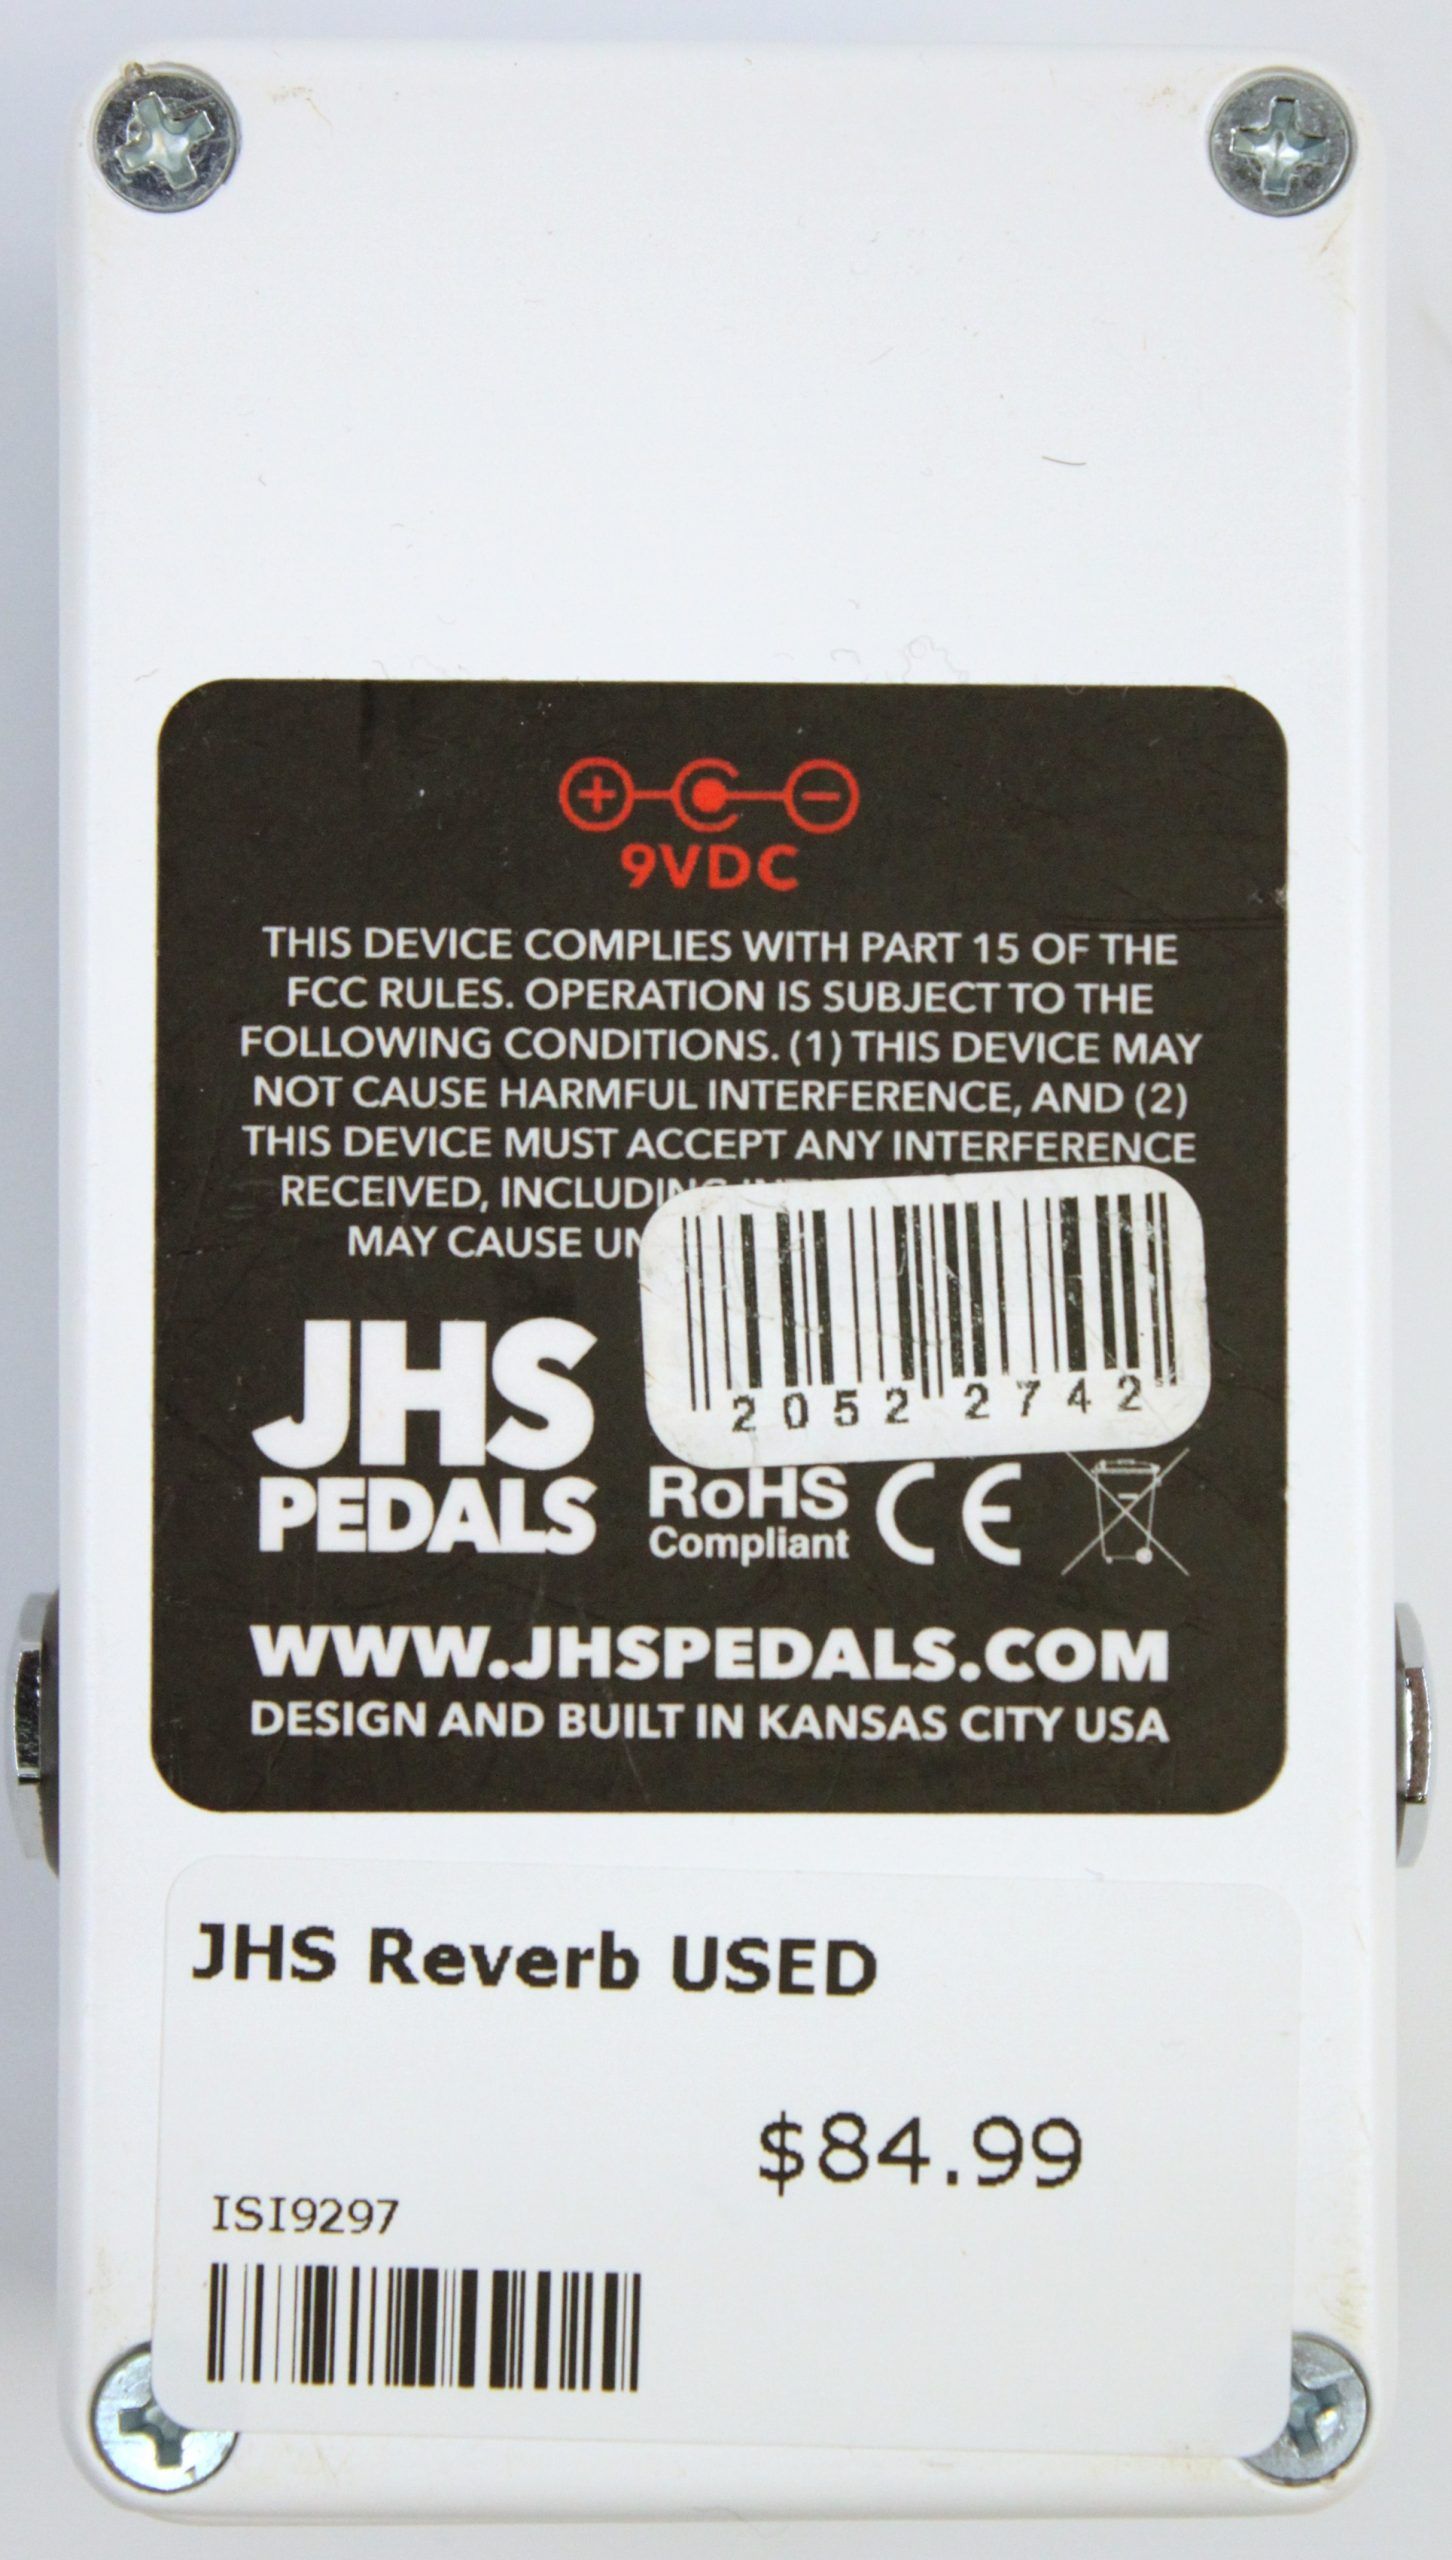 9VDC
THIS DEVICE COMPLIES WITH PART 15 OF THE
FCC RULES. OPERATION IS SUBJECT TO THE
FOLLOWING CONDITIONS. (1) THIS DEVICE MAY
NOT CAUSE HARMFUL INTERFERENCE, AND (2)
THIS DEVICE MUST ACCEPT ANY INTERFERENCE
RECEIVED,
MAY CAUSE
2052 2742
JHS
PEDALS
RoHS
Compliant
CE
WWW.JHSPEDALS.COM
DESIGN AND BUILT IN KANSAS CITY USA
JHS Reverb USED
$84.99
ISI9297